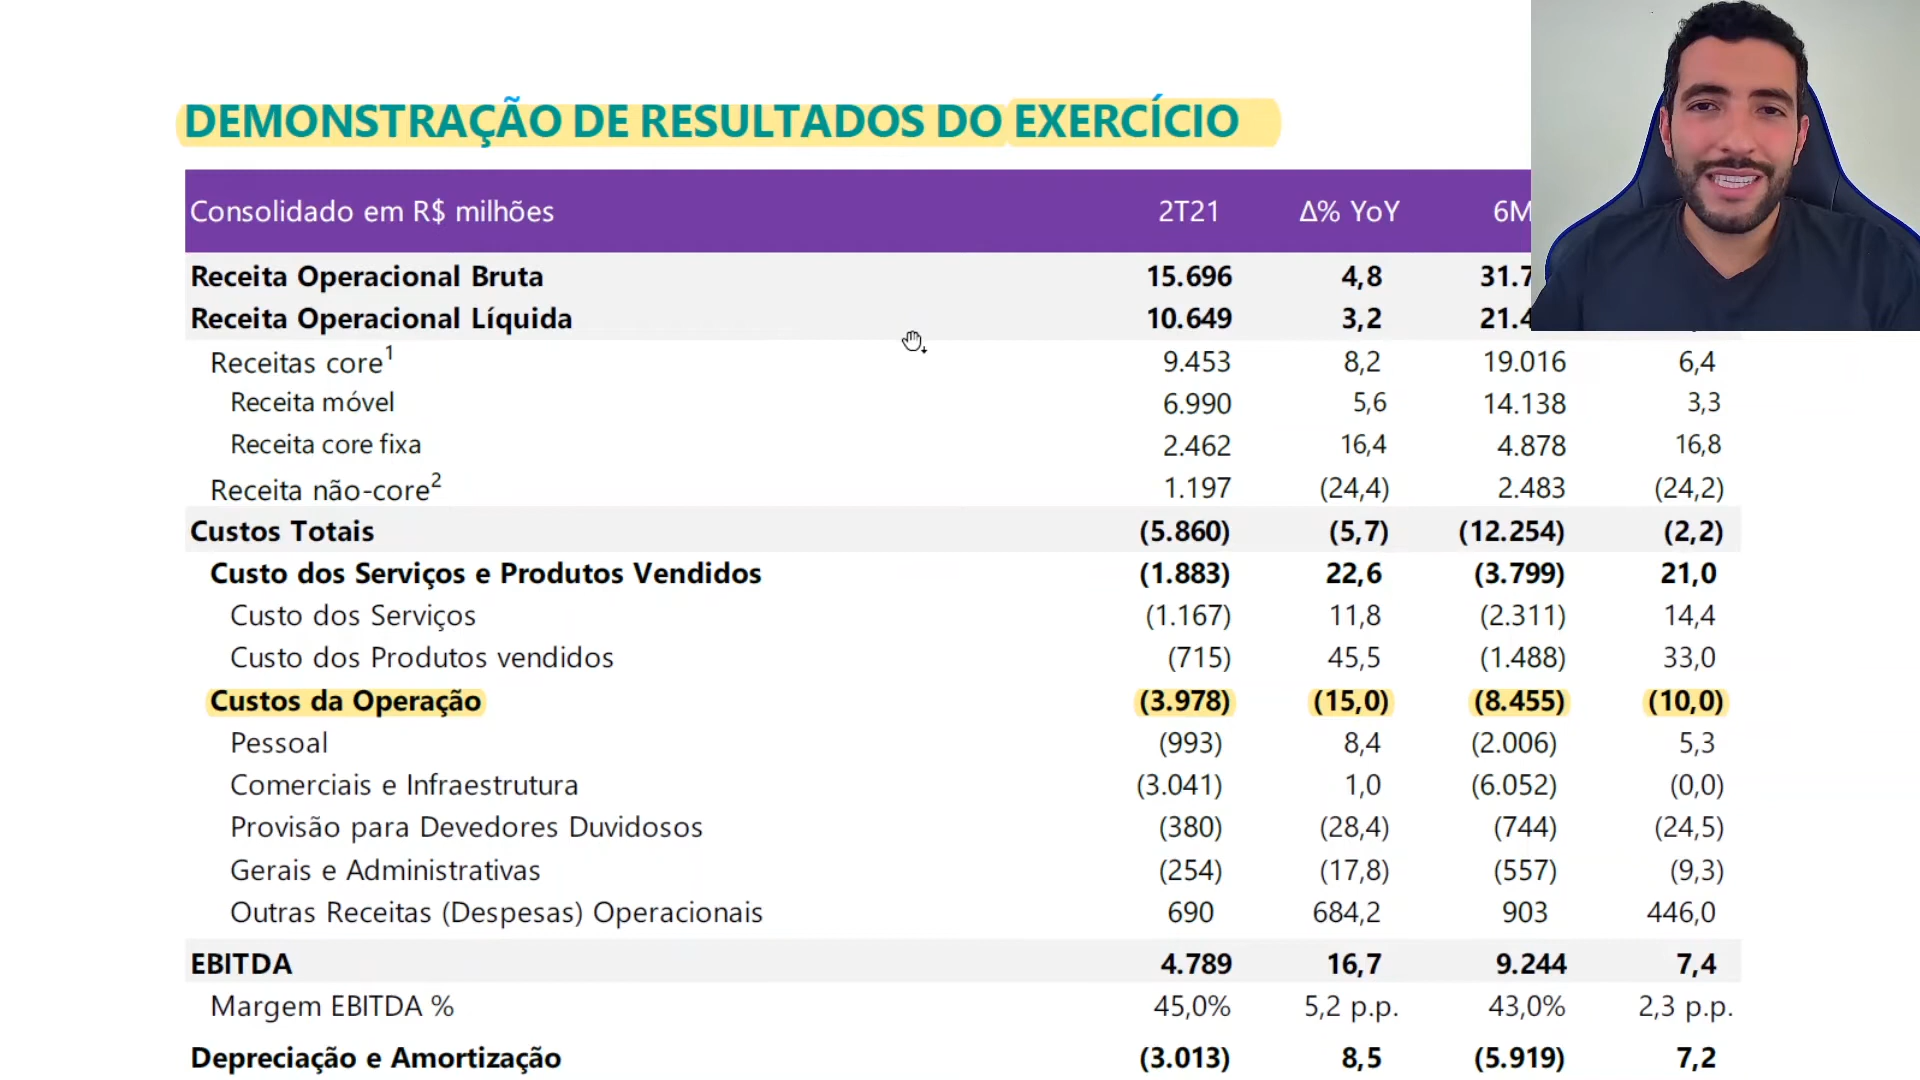 DEMONSTRAÇÃO DE RESULTADOS DO EXERCÍCIO
Consolidado em R$ milhões 2T21 Δ% YoY
Receita Operacional Bruta 15.696 4,8
Receita Operacional Líquida 10.649 3,2
Receitas core¹ 9.453 8,2 19.016 6,4
Receita móvel 6.990 5,6 14.138 3,3
Receita core fixa 2.462 16,4 4.878 16,8
Receita não-core² 1.197 (24,4) 2.483 (24,2)
Custos Totais (5.860) (5,7) (12.254) (2,2)
Custo dos Serviços e Produtos Vendidos (1.883) 22,6 (3.799) 21,0
Custo dos Serviços (1.167) 11,8 (2.311) 14,4
Custo dos Produtos vendidos (715) 45,5 (1.488) 33,0
Custos da Operação (3.978) (15,0) (8.455) (10,0)
Pessoal (993) 8,4 (2.006) 5,3
Comerciais e Infraestrutura (3.041) 1,0 (6.052) (0,0)
Provisão para Devedores Duvidosos (380) (28,4) (744) (24,5)
Gerais e Administrativas (254) (17,8) (557) (9,3)
Outras Receitas (Despesas) Operacionais 690 684,2 903 446,0
EBITDA 4.789 16,7 9.244 7,4
Margem EBITDA % 45,0% 5,2 p.p. 43,0% 2,3 p.p.
Depreciação e Amortização (3.013) 8,5 (5.919) 7,2